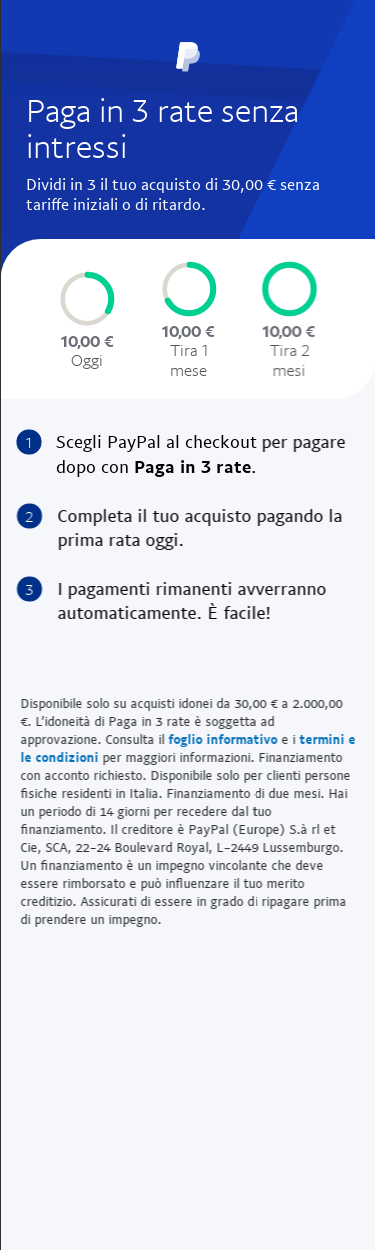 Paga in 3 rate senza
intressi
Dividi in 3 il tuo acquisto di 30,00 € senza
tariffe iniziali o di ritardo.
10,00 € 10,00 € 10,00 €
Oggi Tira 1 Tira 2
mese mesi
1 Scegli PayPal al checkout per pagare
dopo con Paga in 3 rate.
2 Completa il tuo acquisto pagando la
prima rata oggi.
3 I pagamenti rimanenti avverranno
automaticamente. È facile!
Disponibile solo su acquisti idonei da 30,00 € a 2.000,00
€. L'idoneità di Paga in 3 rate è soggetta ad
approvazione. Consulta il foglio informativo e i termini e
le condizioni per maggiori informazioni. Finanziamento
con acconto richiesto. Disponibile solo per clienti persone
fisiche residenti in Italia. Finanziamento di due mesi. Hai
un periodo di 14 giorni per recedere dal tuo
finanziamento. Il creditore è PayPal (Europe) S.à rl et
Cie, SCA, 22-24 Boulevard Royal, L-2449 Lussemburgo.
Un finanziamento è un impegno vincolante che deve
essere rimborsato e può influenzare il tuo merito
creditizio. Assicurati di essere in grado di ripagare prima
di prendere un impegno.